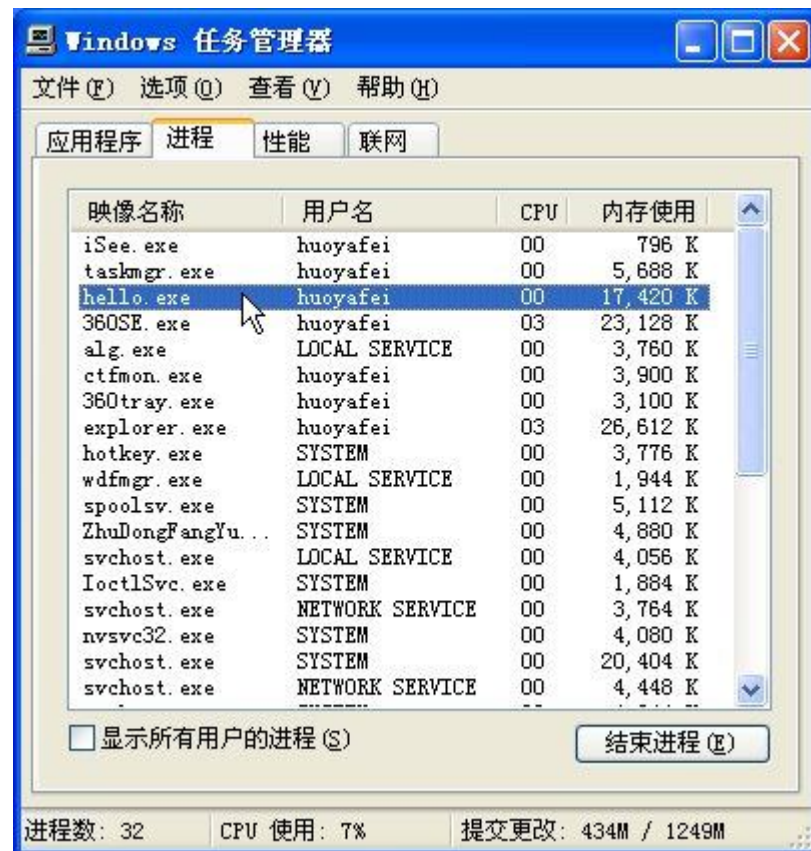 Windows 任务管理器
文件(F) 选项(O) 查看(V) 帮助(H)
应用程序 进程 性能 联网
映像名称 用户名 CPU 内存使用
iSee.exe huoyafei 00 796 K
taskmgr.exe huoyafei 00 5,688 K
hello.exe huoyafei 00 17,420 K
360SE.exe huoyafei 03 23,128 K
alg.exe LOCAL SERVICE 00 3,760 K
ctfmon.exe huoyafei 00 3,900 K
360tray.exe huoyafei 00 3,100 K
explorer.exe huoyafei 03 26,612 K
hotkey.exe SYSTEM 00 3,776 K
wdfmgr.exe LOCAL SERVICE 00 1,944 K
spoolsv.exe SYSTEM 00 5,112 K
ZhuDongFangYu... SYSTEM 00 4,880 K
svchost.exe LOCAL SERVICE 00 4,056 K
IoctlSvc.exe SYSTEM 00 1,884 K
svchost.exe NETWORK SERVICE 00 3,764 K
nvsvc32.exe SYSTEM 00 4,080 K
svchost.exe SYSTEM 00 20,404 K
svchost.exe NETWORK SERVICE 00 4,448 K
显示所有用户的进程(S) 结束进程(E)
进程数: 32 CPU 使用: 7% 提交更改: 434M / 1249M